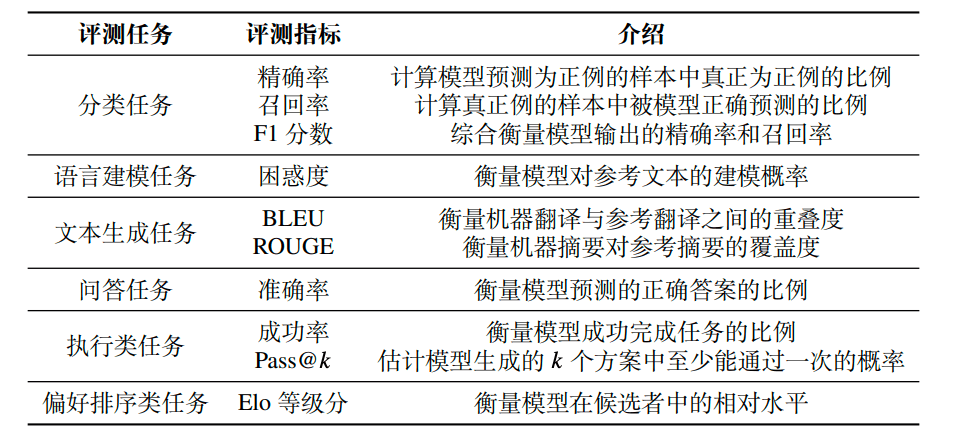 评测任务 评测指标 介绍
精确率 计算模型预测为正例的样本中真正为正例的比例
分类任务 召回率 计算真正例的样本中被模型正确预测的比例
F1 分数 综合衡量模型输出的精确率和召回率
语言建模任务 困惑度 衡量模型对参考文本的建模概率
文本生成任务 BLEU 衡量机器翻译与参考翻译之间的重叠度
ROUGE 衡量机器摘要对参考摘要的覆盖度
问答任务 准确率 衡量模型预测的正确答案的比例
执行类任务 成功率 衡量模型成功完成任务的比例
Pass@k 估计模型生成的 k 个方案中至少能通过一次的概率
偏好排序类任务 Elo 等级分 衡量模型在候选者中的相对水平